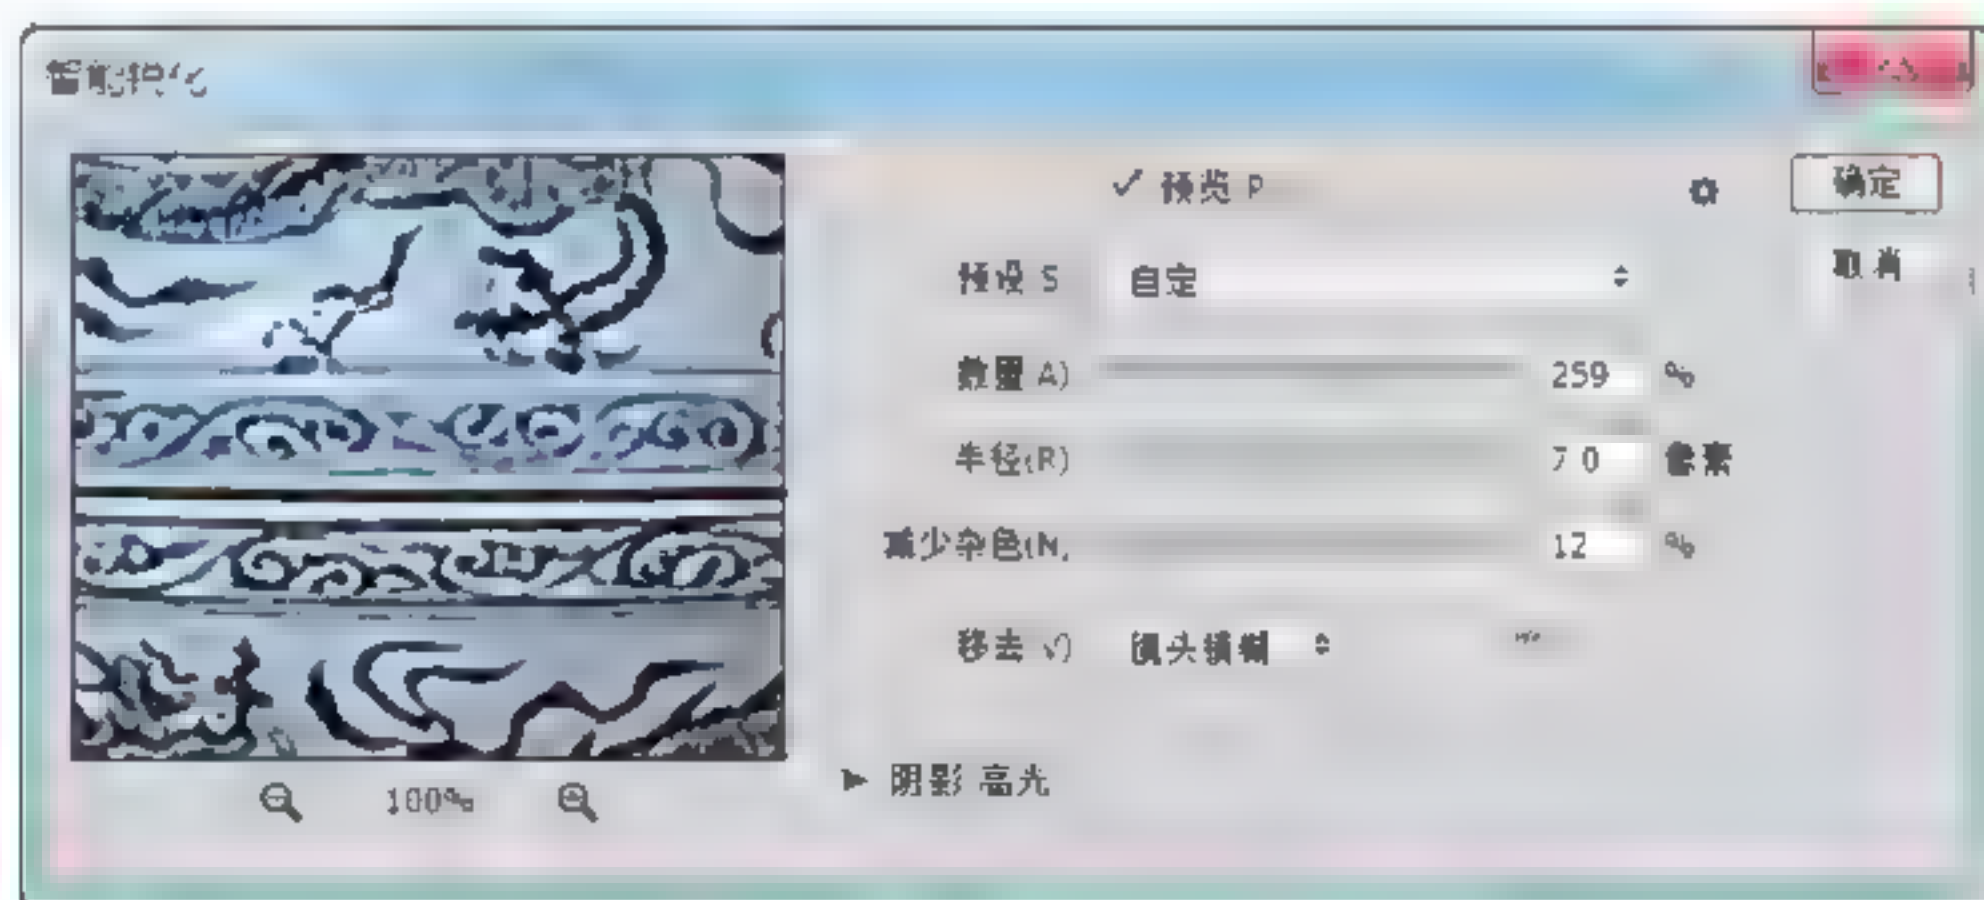 智能锐化
✓ 预览 P
确定
取消
预设 S 自定
数量 A) 259 %
半径(R) 7 0 像素
减少杂色(N) 12 %
移去 镜头模糊
阴影 高光
100%